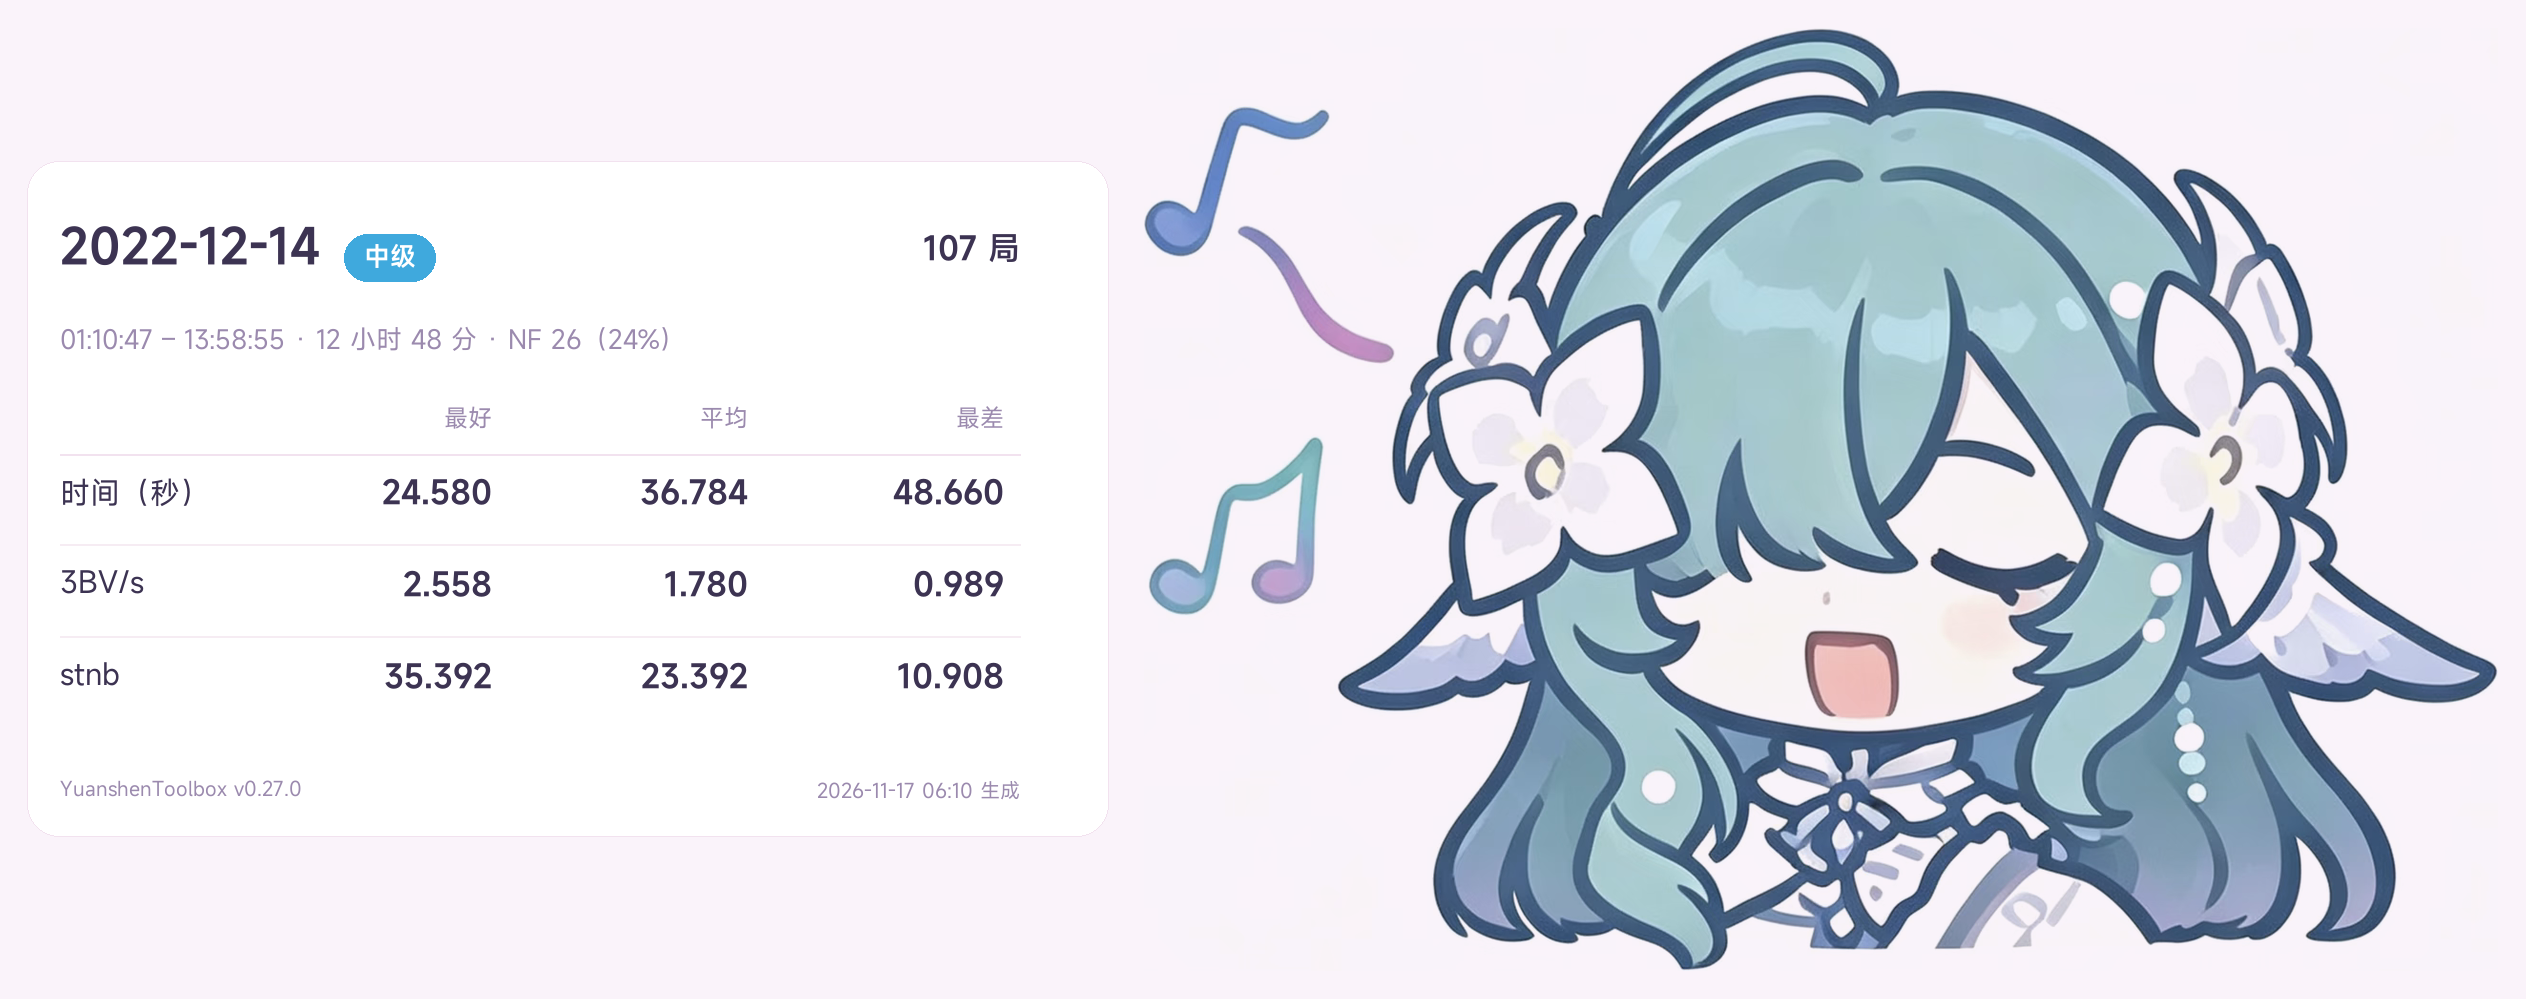 2022-12-14 中级 107 局
01:10:47 – 13:58:55 · 12 小时 48 分 · NF 26（24%）
最好 平均 最差
时间（秒） 24.580 36.784 48.660
3BV/s 2.558 1.780 0.989
stnb 35.392 23.392 10.908
YuanshenToolbox v0.27.0 2026-11-17 06:10 生成